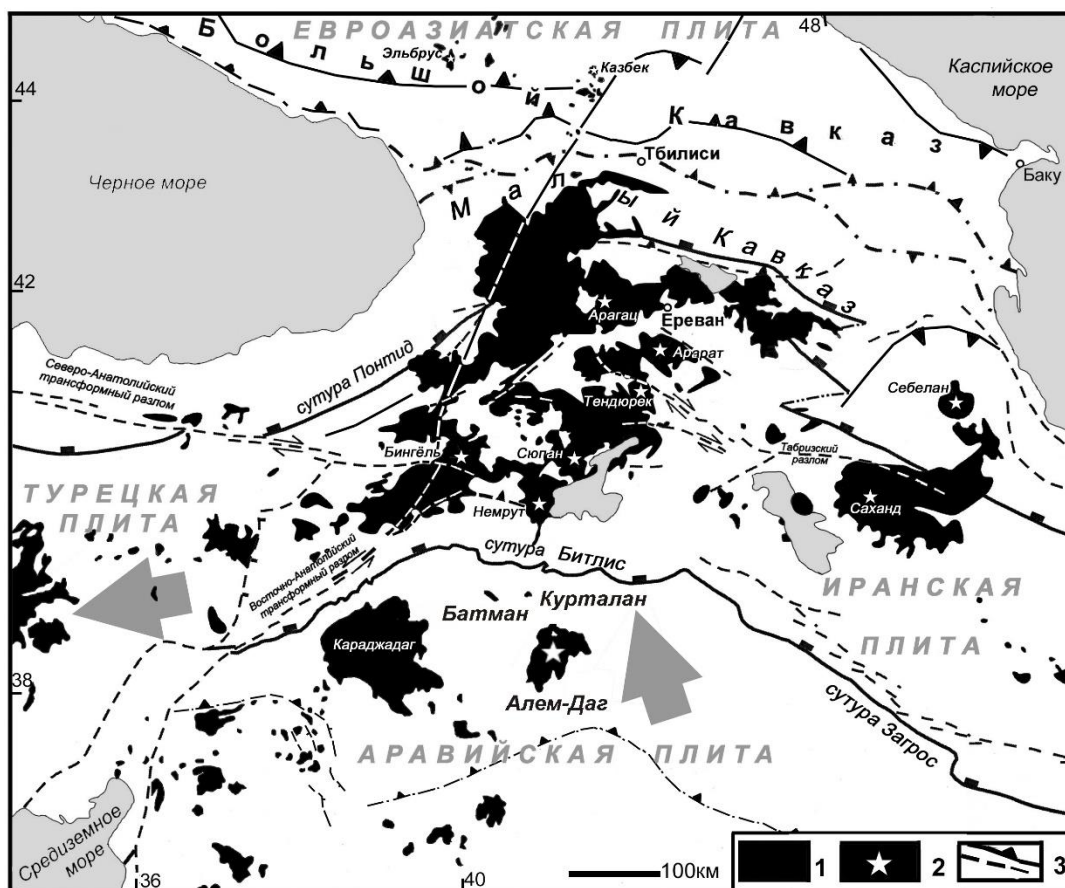 ЕВРОАЗИАТСКАЯ ПЛИТА
48
Большой Кавказ
Эльбрус
Казбек
Каспийское
море
44
Тбилиси
Баку
Черное море
Малый Кавказ
42
Арагац
Ереван
Арарат
Северо-Анатолийский
трансформный разлом
сутура Понтид
Тендюрек
Себелан
Бингёль
Сюпан
Табризский
разлом
ТУРЕЦКАЯ
ПЛИТА
Немрут
Саханд
сутура Битлис
Восточно-Анатолийский
трансформный разлом
ИРАНСКАЯ
ПЛИТА
Батман
Курталан
Караджадаг
38
Алем-Даг
сутура Загрос
АРАВИЙСКАЯ ПЛИТА
Средиземное
море
36
40
100км
1
2
3